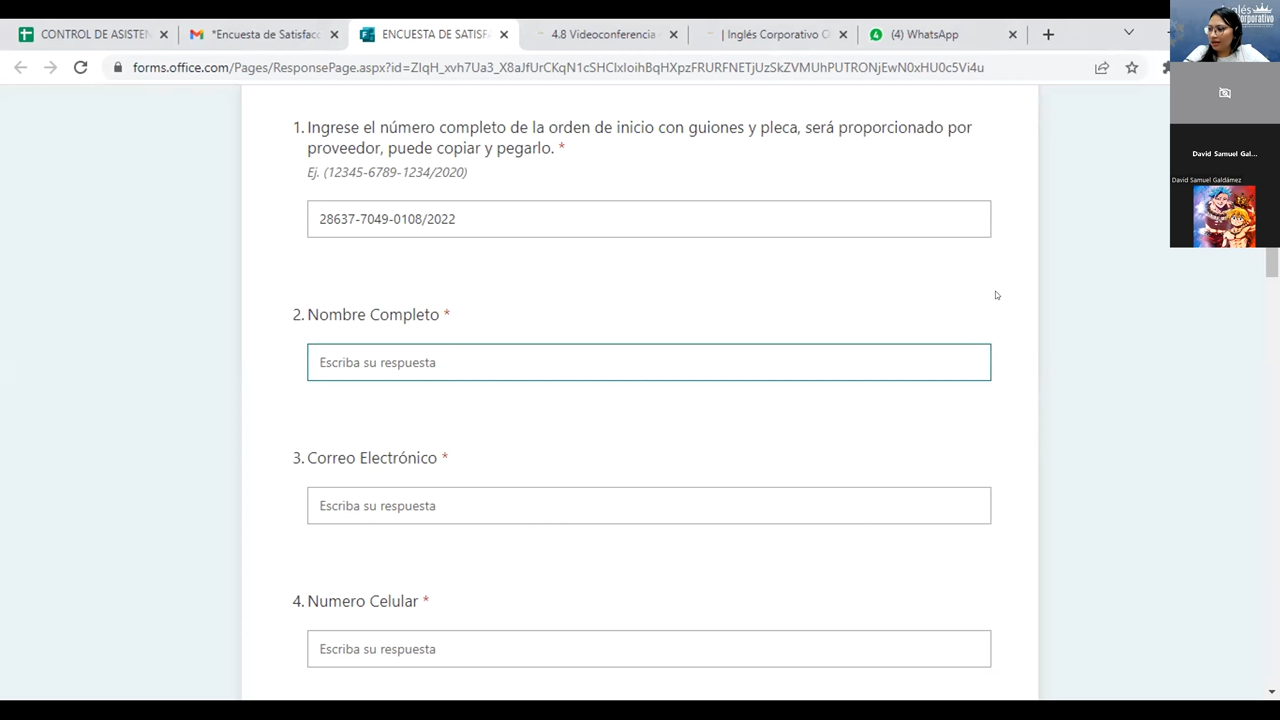 CONTROL DE ASISTEN
*Encuesta de Satisfacc
ENCUESTA DE SATISFA
4.8 Videoconferencia
| Inglés Corporativo O
(4) WhatsApp
forms.office.com/Pages/ResponsePage.aspx?id=ZIqH_xvh7Ua3_X8aJfUrCKqN1cSHCIxIoihBqHXpzFRURFNETjUzSkZVMUhPUTRONjEwN0xHU0c5Vi4u
1. Ingrese el número completo de la orden de inicio con guiones y pleca, será proporcionado por
proveedor, puede copiar y pegarlo. *
Ej. (12345-6789-1234/2020)
28637-7049-0108/2022
2. Nombre Completo *
Escriba su respuesta
3. Correo Electrónico *
Escriba su respuesta
4. Numero Celular *
Escriba su respuesta
Inglés
Corporativo
David Samuel Gal...
David Samuel Galdámez